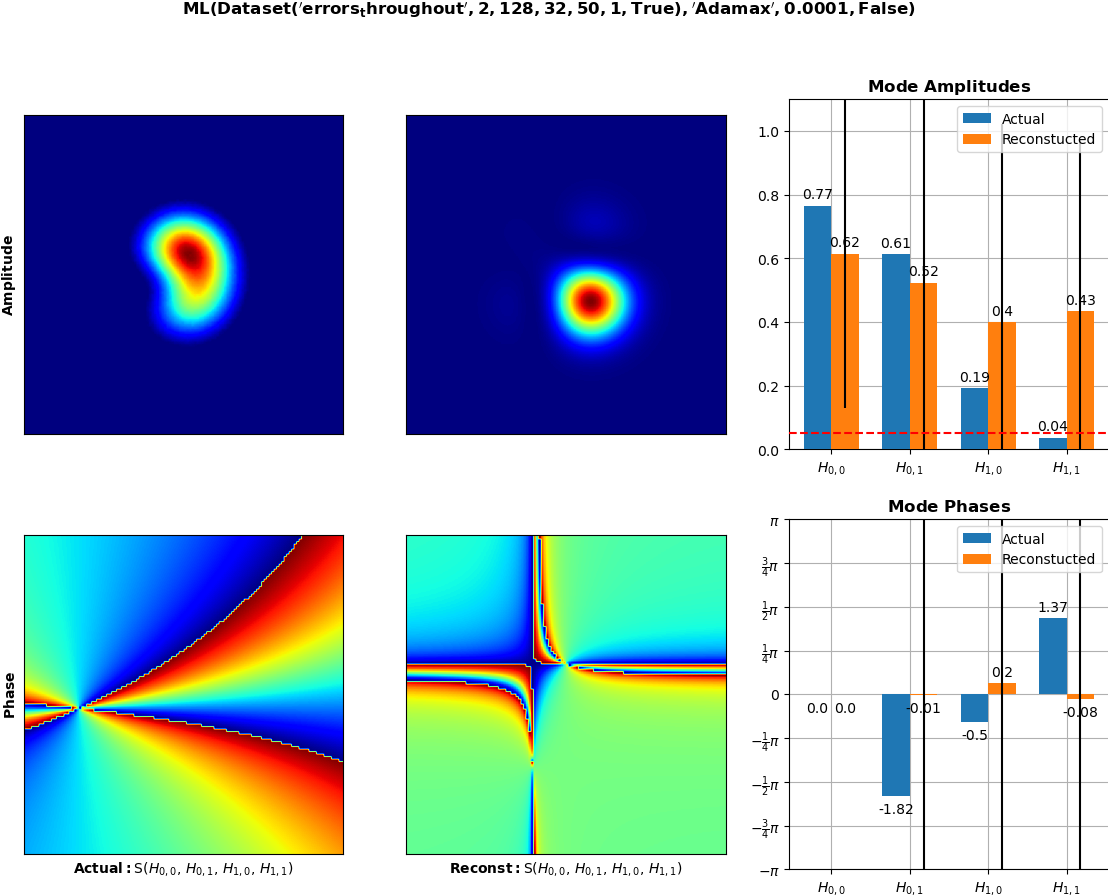 ML(Dataset('errors_throughout', 2, 128, 32, 50, 1, True), 'Adamax', 0.0001, False)
Mode Amplitudes
Amplitude
1.0
0.8
0.6
0.4
0.2
0.0
Actual
Reconstucted
0.77
0.62
0.61
0.52
0.19
0.4
0.04
0.43
H0,0
H0,1
H1,0
H1,1
Mode Phases
Phase
π
3/4π
1/2π
1/4π
0
−1/4π
−1/2π
−3/4π
−π
Actual
Reconstucted
0.0
0.0
-1.82
-0.01
-0.5
0.2
1.37
-0.08
H0,0
H0,1
H1,0
H1,1
Actual: S(H0,0, H0,1, H1,0, H1,1)
Reconst: S(H0,0, H0,1, H1,0, H1,1)